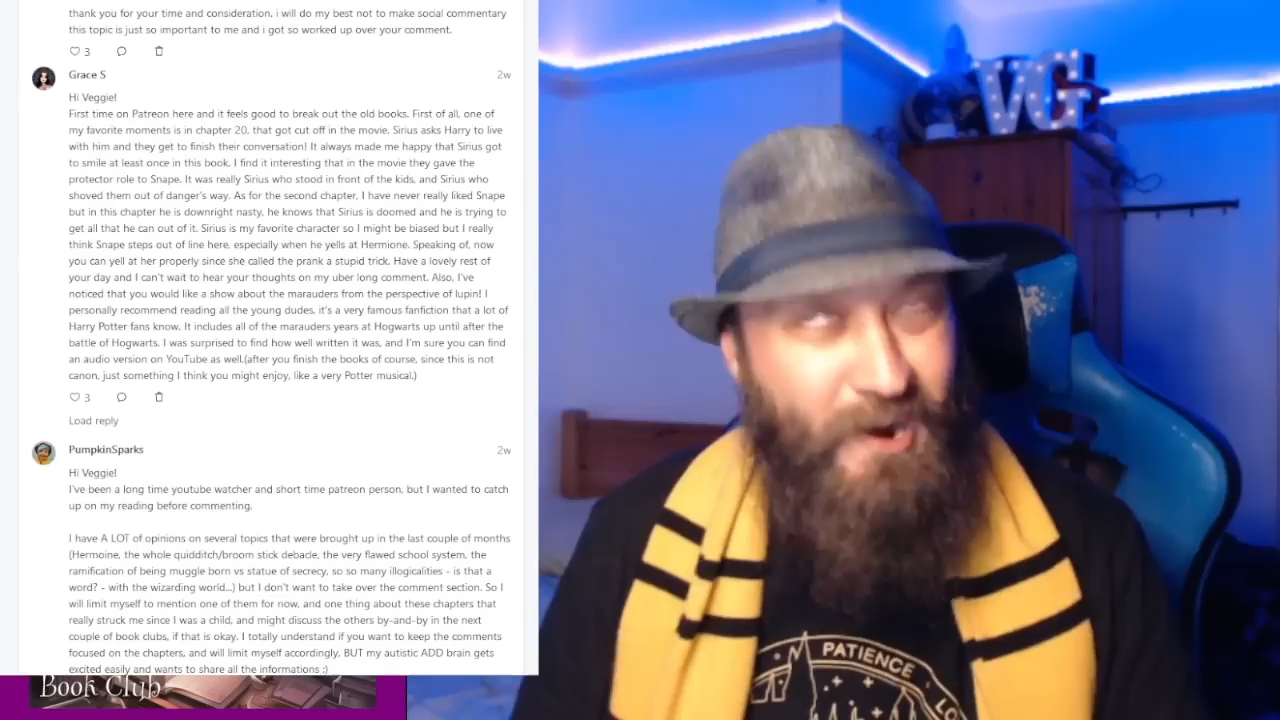 thank you for your time and consideration, i will do my best not to make social commentary
this topic is just so important to me and i got so worked up over your comment.
3
Grace S
2w
Hi Veggie!
First time on Patreon here and it feels good to break out the old books. First of all, one of
my favorite moments is in chapter 20, that got cut off in the movie. Sirius asks Harry to live
with him and they get to finish their conversation! It always made me happy that Sirius got
to smile at least once in this book. I find it interesting that in the movie they gave the
protector role to Snape. It was really Sirius who stood in front of the kids, and Sirius who
shoved them out of danger's way. As for the second chapter, I have never really liked Snape
but in this chapter he is downright nasty, he knows that Sirius is doomed and he is trying to
get all that he can out of it. Sirius is my favorite character so I might be biased but I really
think Snape steps out of line here, especially when he yells at Hermione. Speaking of, now
you can yell at her properly since she called the prank a stupid trick. Have a lovely rest of
your day and I can't wait to hear your thoughts on my uber long comment. Also, I've
noticed that you would like a show about the marauders from the perspective of lupin! I
personally recommend reading all the young dudes, it's a very famous fanfiction that a lot of
Harry Potter fans know. It includes all of the marauders years at Hogwarts up until after the
battle of Hogwarts. I was surprised to find how well written it was, and I'm sure you can find
an audio version on YouTube as well.(after you finish the books of course, since this is not
canon, just something I think you might enjoy, like a very Potter musical.)
3
Load reply
PumpkinSparks
2w
Hi Veggie!
I've been a long time youtube watcher and short time patreon person, but I wanted to catch
up on my reading before commenting.
I have A LOT of opinions on several topics that were brought up in the last couple of months
(Hermoine, the whole quidditch/broom stick debacle, the very flawed school system, the
ramification of being muggle born vs statue of secrecy, so so many illogicalities - is that a
word? - with the wizarding world...) but I don't want to take over the comment section. So I
will limit myself to mention one of them for now, and one thing about these chapters that
really struck me since I was a child, and might discuss the others by-and-by in the next
couple of book clubs, if that is okay. I totally understand if you want to keep the comments
focused on the chapters, and will limit myself accordingly, BUT my autistic ADD brain gets
excited easily and wants to share all the informations ;)
Book Club
VG
PATIENCE